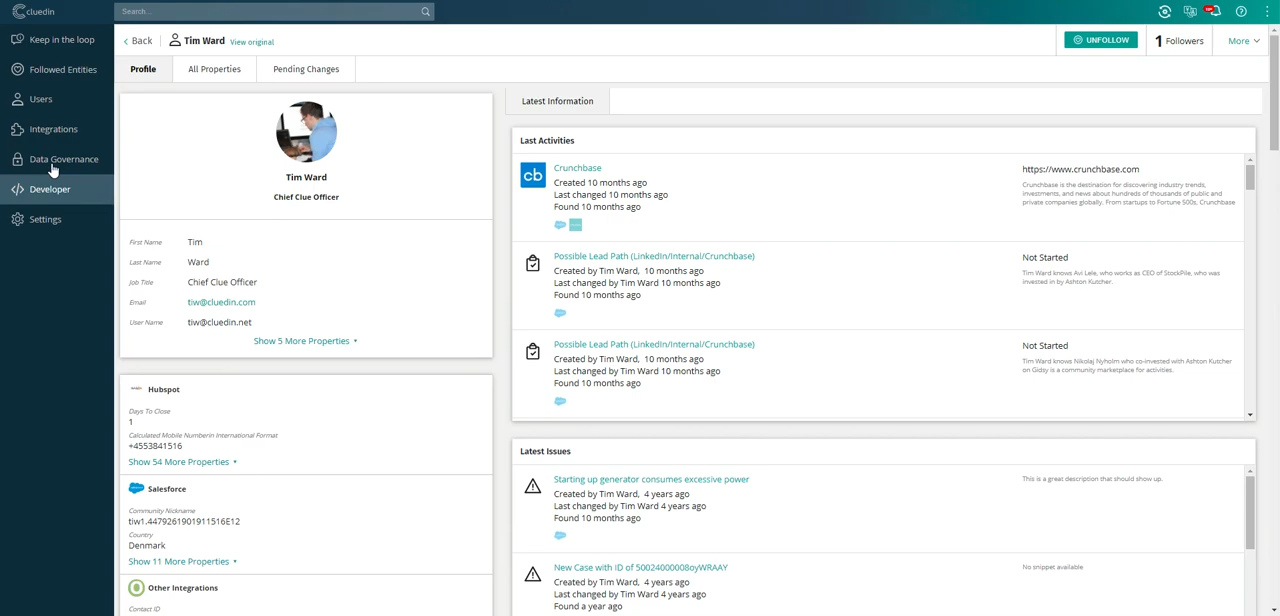 cluedin
Search...
10+
Keep in the loop
Followed Entities
Users
Integrations
Data Governance
Developer
Settings
Back
Tim Ward View original
UNFOLLOW
1 Followers
More
Profile
All Properties
Pending Changes
Tim Ward
Chief Clue Officer
First Name Tim
Last Name Ward
Job Title Chief Clue Officer
Email tiw@cluedin.com
User Name tiw@cluedin.net
Show 5 More Properties
Hubspot
Days To Close
1
Calculated Mobile NumberIn International Format
+4553841516
Show 54 More Properties
Salesforce
Community Nickname
tiw1.4479261901911516E12
Country
Denmark
Show 11 More Properties
Other Integrations
Contact ID
Latest Information
Last Activities
cb
Crunchbase
Created 10 months ago
Last changed 10 months ago
Found 10 months ago
https://www.crunchbase.com
Crunchbase is the destination for discovering industry trends,
investments, and news about hundreds of thousands of public and
private companies globally. From startups to Fortune 500s, Crunchbase
Possible Lead Path (LinkedIn/Internal/Crunchbase)
Created by Tim Ward, 10 months ago
Last changed by Tim Ward 10 months ago
Found 10 months ago
Not Started
Tim Ward knows Avi Lele, who works as CEO of StockPile, who was
invested in by Ashton Kutcher.
Possible Lead Path (LinkedIn/Internal/Crunchbase)
Created by Tim Ward, 10 months ago
Last changed by Tim Ward 10 months ago
Found 10 months ago
Not Started
Tim Ward knows Nikolaj Nyholm who co-invested with Ashton Kutcher
on Gidsy is a community marketplace for activities.
Latest Issues
Starting up generator consumes excessive power
Created by Tim Ward, 4 years ago
Last changed by Tim Ward 4 years ago
Found 10 months ago
This is a great description that should show up.
New Case with ID of 50024000008oyWRAAY
Created by Tim Ward, 4 years ago
Last changed by Tim Ward 4 years ago
Found a year ago
No snippet available